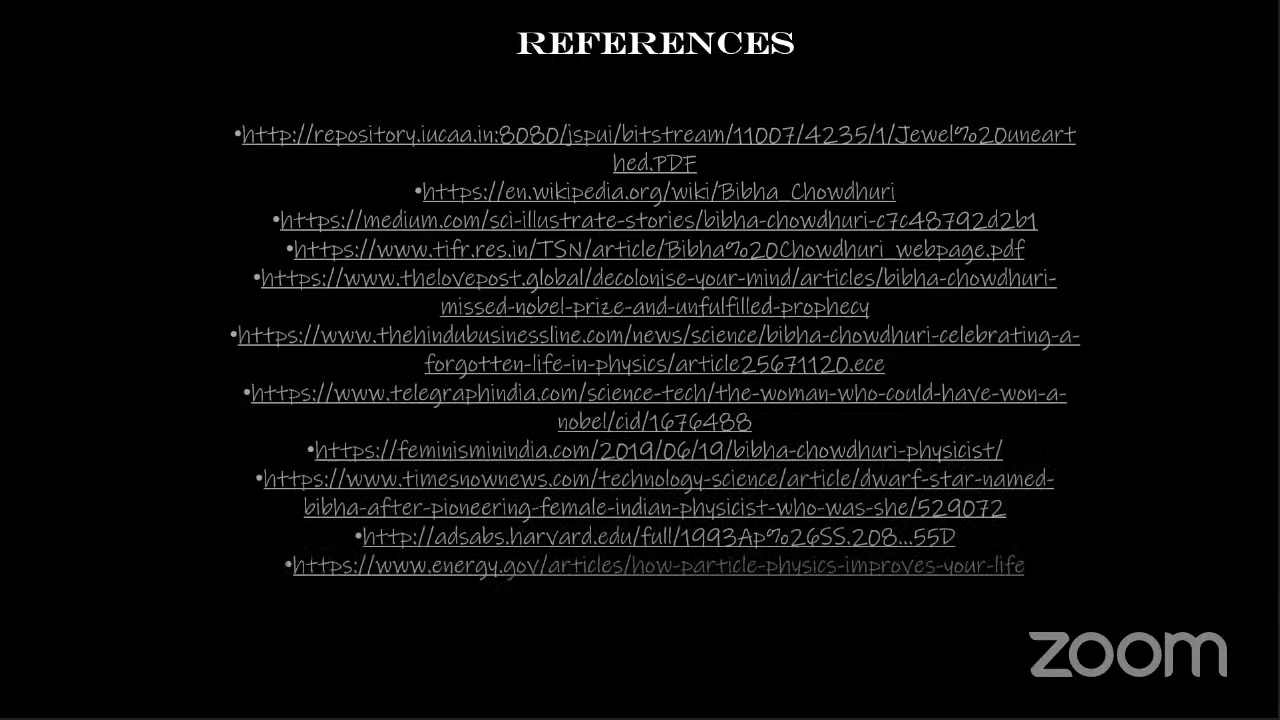 REFERENCES
•http://repository.iucaa.in:8080/jspui/bitstream/11007/4235/1/Jewel%20uneart
hed.PDF
•https://en.wikipedia.org/wiki/Bibha_Chowdhuri
•https://medium.com/sci-illustrate-stories/bibha-chowdhuri-c7c48792d2b1
•https://www.tifr.res.in/TSN/article/Bibha%20Chowdhuri_webpage.pdf
•https://www.thelovepost.global/decolonise-your-mind/articles/bibha-chowdhuri-
missed-nobel-prize-and-unfulfilled-prophecy
•https://www.thehindubusinessline.com/news/science/bibha-chowdhuri-celebrating-a-
forgotten-life-in-physics/article25671120.ece
•https://www.telegraphindia.com/science-tech/the-woman-who-could-have-won-a-
nobel/cid/1676488
•https://feminisminindia.com/2019/06/19/bibha-chowdhuri-physicist/
•https://www.timesnownews.com/technology-science/article/dwarf-star-named-
bibha-after-pioneering-female-indian-physicist-who-was-she/529072
•http://adsabs.harvard.edu/full/1993Ap%26SS.208...55D
•https://www.energy.gov/articles/how-particle-physics-improves-your-life
zoom